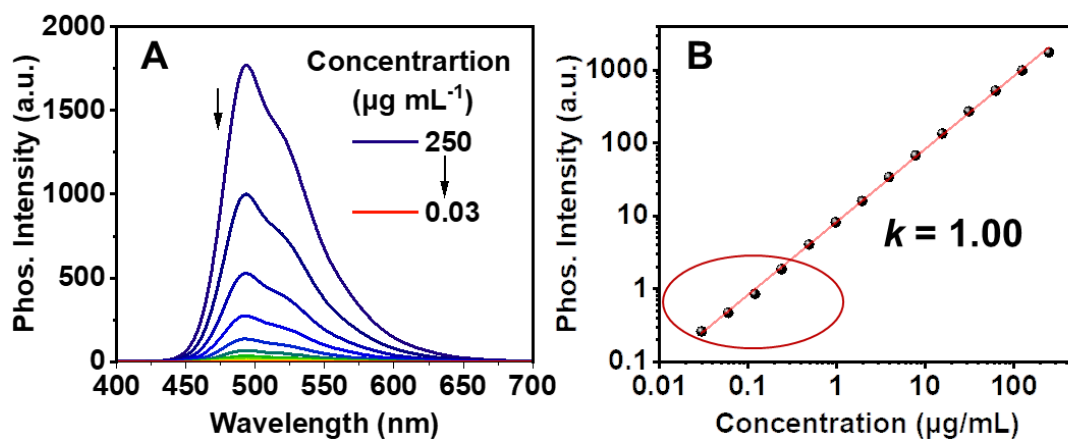 A
Concentrartion
(µg mL⁻¹)
250
0.03
Phos. Intensity (a.u.)
2000
1500
1000
500
0
400 450 500 550 600 650 700
Wavelength (nm)
B
k = 1.00
Phos. Intensity (a.u.)
1000
100
10
1
0.1
0.01 0.1 1 10 100
Concentration (µg/mL)